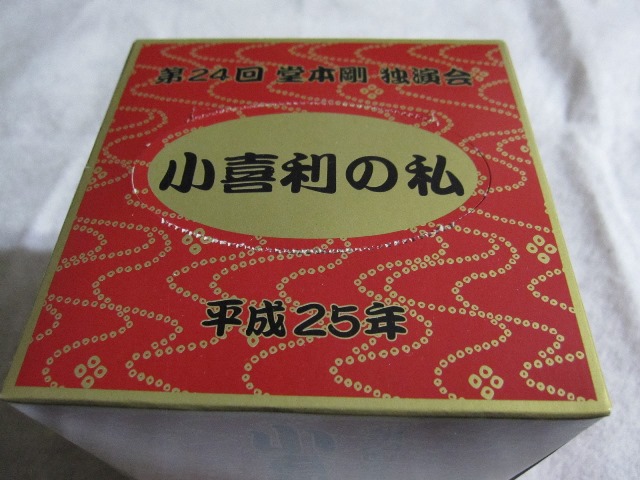 第24回 堂本剛 独演会
小喜利の私
平成25年